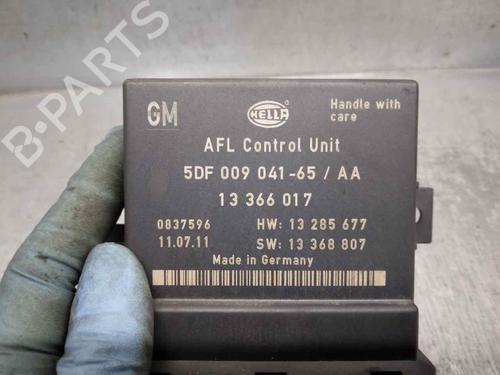 B-PARTS
GM
HELLA
Handle with
care
AFL Control Unit
5DF 009 041-65 / AA
13 366 017
0837596
HW: 13 285 677
11.07.11
SW: 13 368 807
Made in Germany